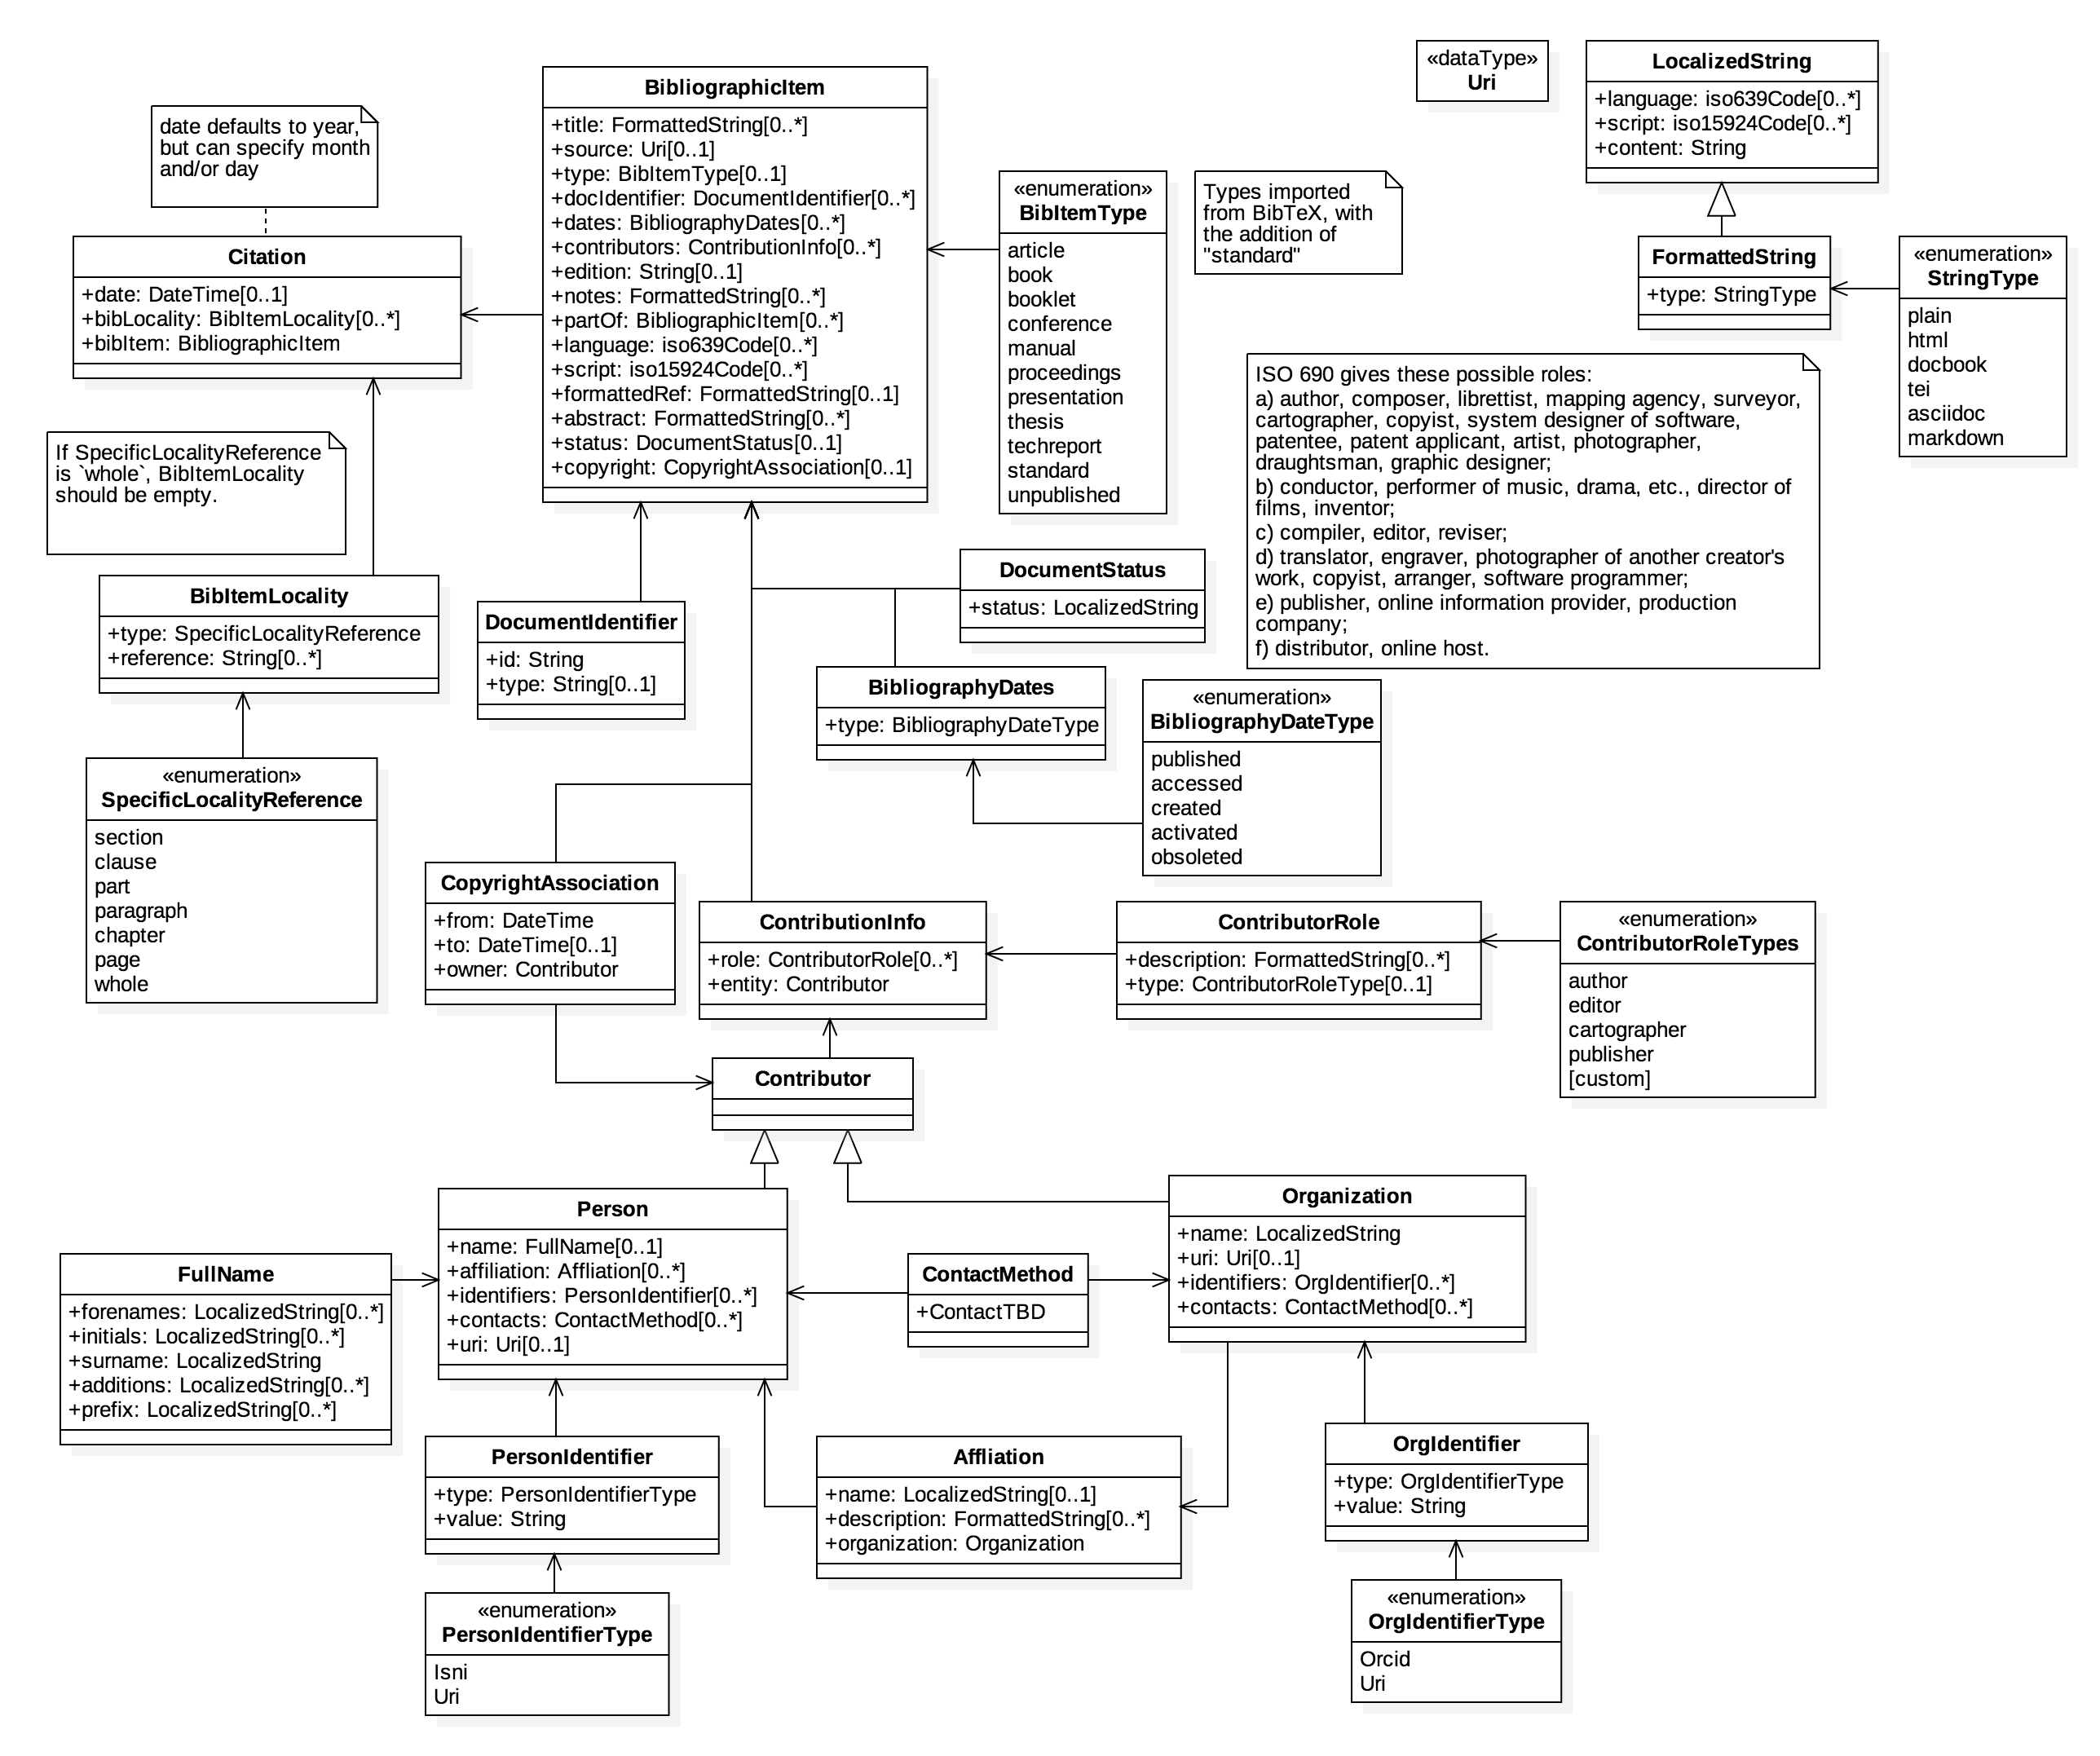 date defaults to year,
but can specify month
and/or day
Citation
+date: DateTime[0..1]
+bibLocality: BibItemLocality[0..*]
+bibItem: BibliographicItem
If SpecificLocalityReference
is `whole`, BibItemLocality
should be empty.
BibItemLocality
+type: SpecificLocalityReference
+reference: String[0..*]
«enumeration»
SpecificLocalityReference
section
clause
part
paragraph
chapter
page
whole
BibliographicItem
+title: FormattedString[0..*]
+source: Uri[0..1]
+type: BibItemType[0..1]
+docIdentifier: DocumentIdentifier[0..*]
+dates: BibliographyDates[0..*]
+contributors: ContributionInfo[0..*]
+edition: String[0..1]
+notes: FormattedString[0..*]
+partOf: BibliographicItem[0..*]
+language: iso639Code[0..*]
+script: iso15924Code[0..*]
+formattedRef: FormattedString[0..1]
+abstract: FormattedString[0..*]
+status: DocumentStatus[0..1]
+copyright: CopyrightAssociation[0..1]
«enumeration»
BibItemType
article
book
booklet
conference
manual
proceedings
presentation
thesis
techreport
standard
unpublished
Types imported
from BibTeX, with
the addition of
"standard"
«dataType»
Uri
LocalizedString
+language: iso639Code[0..*]
+script: iso15924Code[0..*]
+content: String
FormattedString
+type: StringType
«enumeration»
StringType
plain
html
docbook
tei
asciidoc
markdown
ISO 690 gives these possible roles:
a) author, composer, librettist, mapping agency, surveyor,
cartographer, copyist, system designer of software,
patentee, patent applicant, artist, photographer,
draughtsman, graphic designer;
b) conductor, performer of music, drama, etc., director of
films, inventor;
c) compiler, editor, reviser;
d) translator, engraver, photographer of another creator's
work, copyist, arranger, software programmer;
e) publisher, online information provider, production
company;
f) distributor, online host.
DocumentStatus
+status: LocalizedString
DocumentIdentifier
+id: String
+type: String[0..1]
BibliographyDates
+type: BibliographyDateType
«enumeration»
BibliographyDateType
published
accessed
created
activated
obsoleted
CopyrightAssociation
+from: DateTime
+to: DateTime[0..1]
+owner: Contributor
ContributionInfo
+role: ContributorRole[0..*]
+entity: Contributor
ContributorRole
+description: FormattedString[0..*]
+type: ContributorRoleType[0..1]
«enumeration»
ContributorRoleTypes
author
editor
cartographer
publisher
[custom]
Contributor
Person
+name: FullName[0..1]
+affiliation: Affliation[0..*]
+identifiers: PersonIdentifier[0..*]
+contacts: ContactMethod[0..*]
+uri: Uri[0..1]
Organization
+name: LocalizedString
+uri: Uri[0..1]
+identifiers: OrgIdentifier[0..*]
+contacts: ContactMethod[0..*]
FullName
+forenames: LocalizedString[0..*]
+initials: LocalizedString[0..*]
+surname: LocalizedString
+additions: LocalizedString[0..*]
+prefix: LocalizedString[0..*]
ContactMethod
+ContactTBD
PersonIdentifier
+type: PersonIdentifierType
+value: String
Affliation
+name: LocalizedString[0..1]
+description: FormattedString[0..*]
+organization: Organization
OrgIdentifier
+type: OrgIdentifierType
+value: String
«enumeration»
PersonIdentifierType
Isni
Uri
«enumeration»
OrgIdentifierType
Orcid
Uri